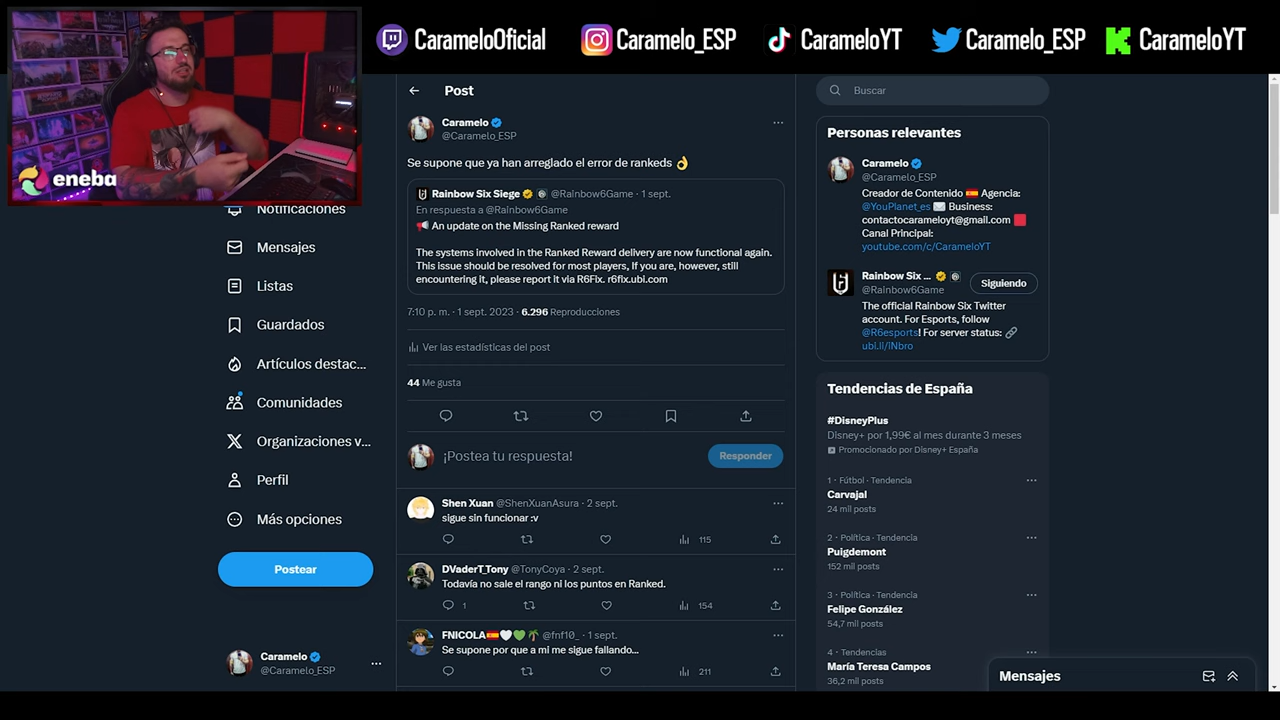 CarameloOficial
Caramelo_ESP
CarameloYT
Caramelo_ESP
CarameloYT
eneba
Notificaciones
Mensajes
Listas
Guardados
Artículos destac...
Comunidades
Organizaciones v...
Perfil
Más opciones
Postear
Caramelo
@Caramelo_ESP
Post
Caramelo
@Caramelo_ESP
Se supone que ya han arreglado el error de rankeds 👌
Rainbow Six Siege @Rainbow6Game · 1 sept.
En respuesta a @Rainbow6Game
📢 An update on the Missing Ranked reward
The systems involved in the Ranked Reward delivery are now functional again.
This issue should be resolved for most players, If you are, however, still
encountering it, please report it via R6Fix. r6fix.ubi.com
7:10 p. m. · 1 sept. 2023 · 6.296 Reproducciones
Ver las estadísticas del post
44 Me gusta
¡Postea tu respuesta!
Responder
Shen Xuan @ShenXuanAsura · 2 sept.
sigue sin funcionar :v
115
DVaderT_Tony @TonyCoya · 2 sept.
Todavía no sale el rango ni los puntos en Ranked.
1 154
FNICOLA🇪🇸🤍💚🌴 @fnf10_ · 1 sept.
Se supone por que a mi me sigue fallando...
211
Buscar
Personas relevantes
Caramelo
@Caramelo_ESP
Creador de Contenido 🇪🇸 Agencia:
@YouPlanet_es ✉️ Business:
contactocarameloyt@gmail.com 🟥
Canal Principal:
youtube.com/c/CarameloYT
Rainbow Six ...
@Rainbow6Game
Siguiendo
The official Rainbow Six Twitter
account. For Esports, follow
@R6esports! For server status: 🔗
ubi.li/lNbro
Tendencias de España
#DisneyPlus
Disney+ por 1,99€ al mes durante 3 meses
Promocionado por Disney+ España
1 · Fútbol · Tendencia
Carvajal
24 mil posts
2 · Política · Tendencia
Puigdemont
152 mil posts
3 · Política · Tendencia
Felipe González
54,7 mil posts
4 · Tendencias
María Teresa Campos
36,2 mil posts
Mensajes